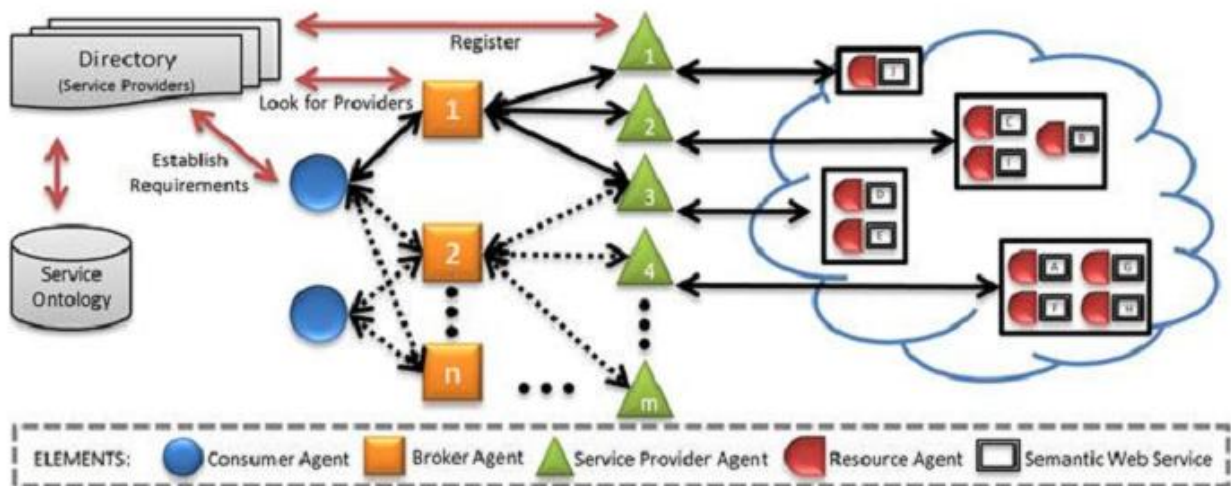 Directory
(Service Providers)
Register
Look for Providers
Establish
Requirements
Service
Ontology
1
2
n
1
2
3
4
m
C
B
D
E
A
G
F
H
ELEMENTS:
Consumer Agent
Broker Agent
Service Provider Agent
Resource Agent
Semantic Web Service